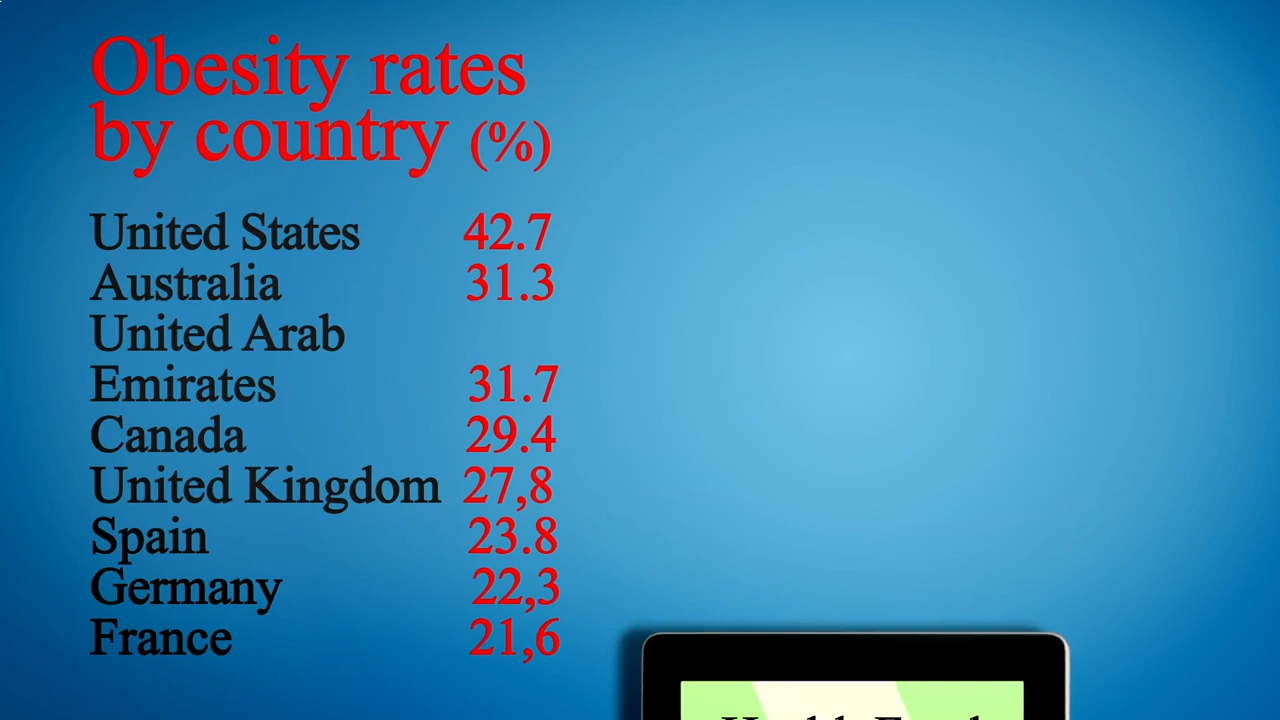 Obesity rates
by country (%)
United States 42.7
Australia 31.3
United Arab
Emirates 31.7
Canada 29.4
United Kingdom 27,8
Spain 23.8
Germany 22,3
France 21,6